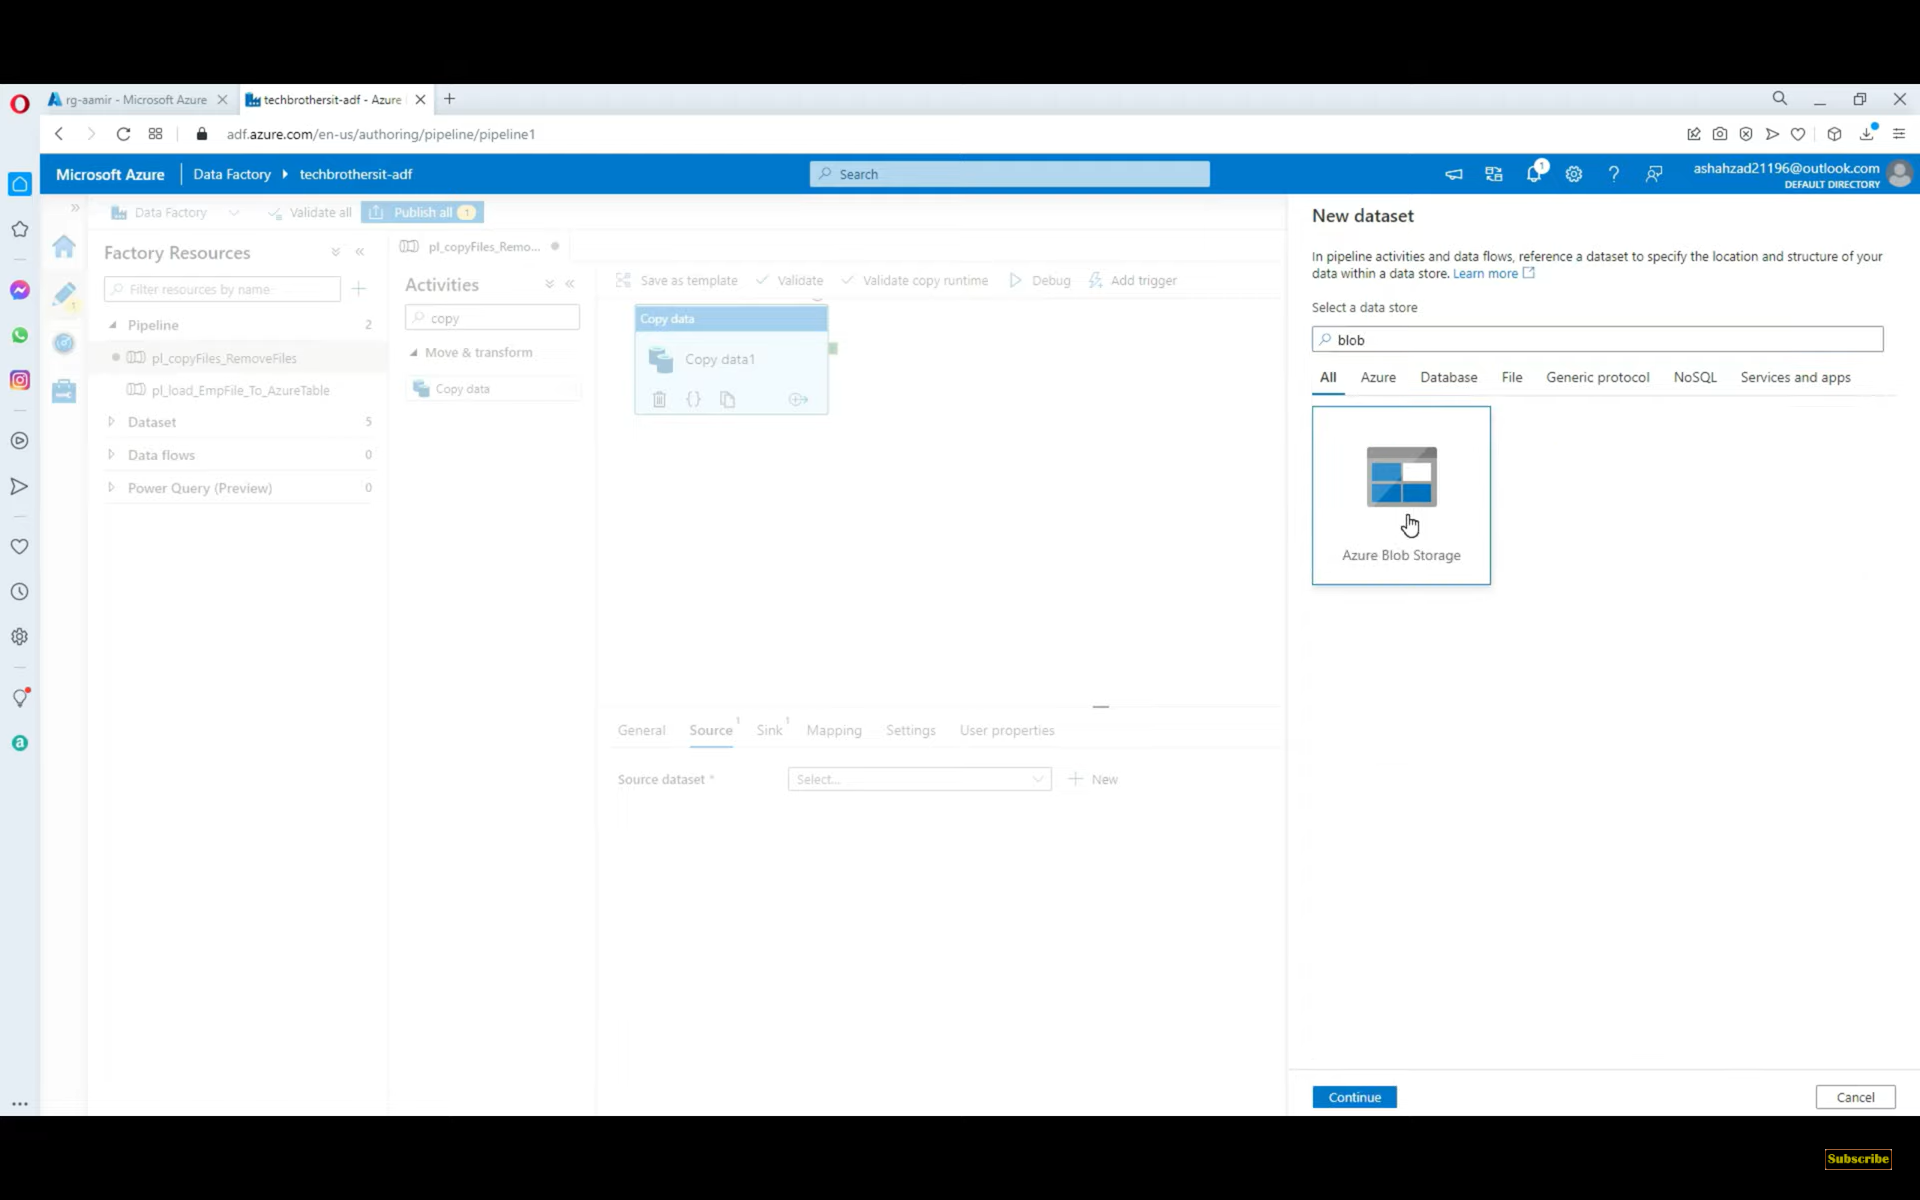 rg-aamir - Microsoft Azure
techbrothersit-adf - Azure
adf.azure.com/en-us/authoring/pipeline/pipeline1
Microsoft Azure
Data Factory
techbrothersit-adf
Search
1
ashahzad21196@outlook.com
DEFAULT DIRECTORY
Data Factory
Validate all
Publish all 1
Factory Resources
Filter resources by name
Pipeline 2
pl_copyFiles_RemoveFiles
pl_load_EmpFile_To_AzureTable
Dataset 5
Data flows 0
Power Query (Preview) 0
pl_copyFiles_Remo...
Activities
copy
Move & transform
Copy data
Save as template
Validate
Validate copy runtime
Debug
Add trigger
Copy data
Copy data1
General
Source 1
Sink 1
Mapping
Settings
User properties
Source dataset *
Select...
New
New dataset
In pipeline activities and data flows, reference a dataset to specify the location and structure of your
data within a data store. Learn more
Select a data store
blob
All
Azure
Database
File
Generic protocol
NoSQL
Services and apps
Azure Blob Storage
Continue
Cancel
a
Subscribe